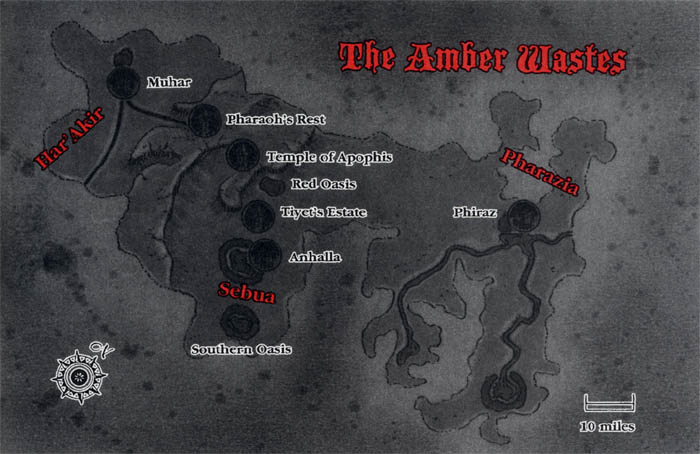 The Amber Wastes
Muhar
Har'Akir
Pharaoh's Rest
Temple of Apophis
Pharazia
Red Oasis
Tiyet's Estate
Phiraz
Anhalla
Sebua
Southern Oasis
N
10 miles